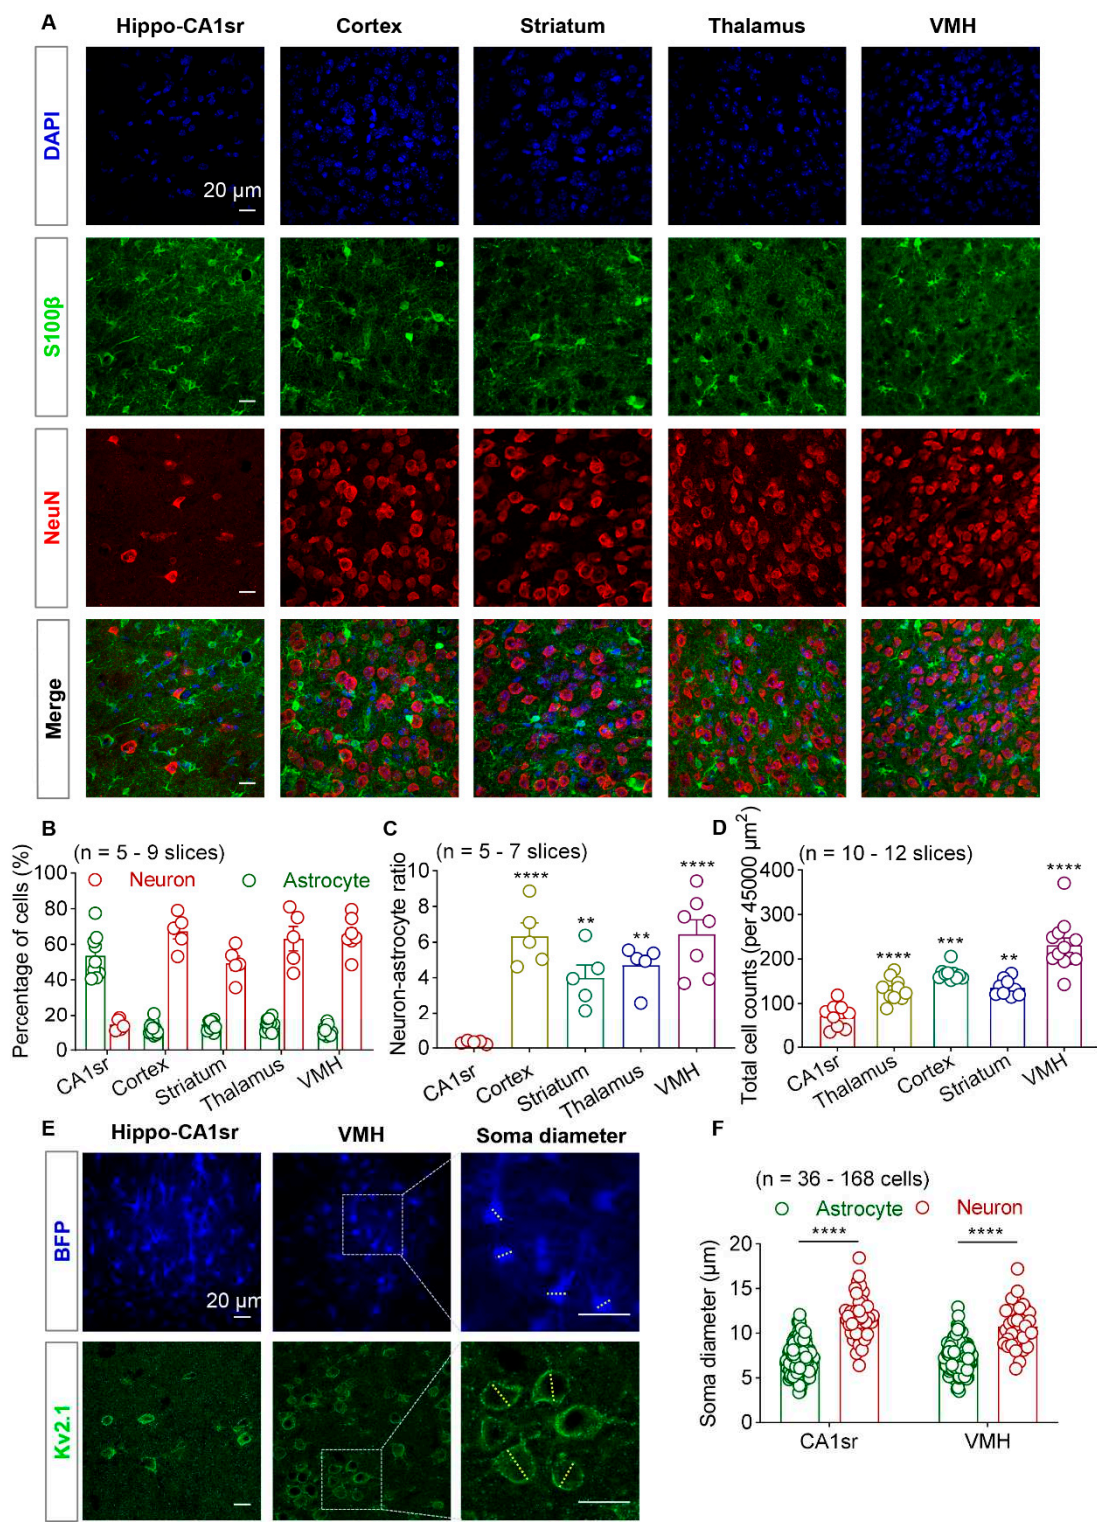 A
Hippo-CA1sr Cortex Striatum Thalamus VMH
DAPI
20 µm
S100β
NeuN
Merge
B
(n = 5 - 9 slices)
Neuron Astrocyte
Percentage of cells (%)
100
80
60
40
20
0
CA1sr Cortex Striatum Thalamus VMH
C
(n = 5 - 7 slices)
Neuron-astrocyte ratio
10
8
6
4
2
0
**** ** ** ****
CA1sr Cortex Striatum Thalamus VMH
D
(n = 10 - 12 slices)
Total cell counts (per 45000 µm²)
400
300
200
100
0
**** *** ** ****
CA1sr Thalamus Cortex Striatum VMH
E
Hippo-CA1sr VMH Soma diameter
BFP
20 µm
Kv2.1
F
(n = 36 - 168 cells)
Astrocyte Neuron
**** ****
Soma diameter (µm)
20
15
10
5
0
CA1sr VMH